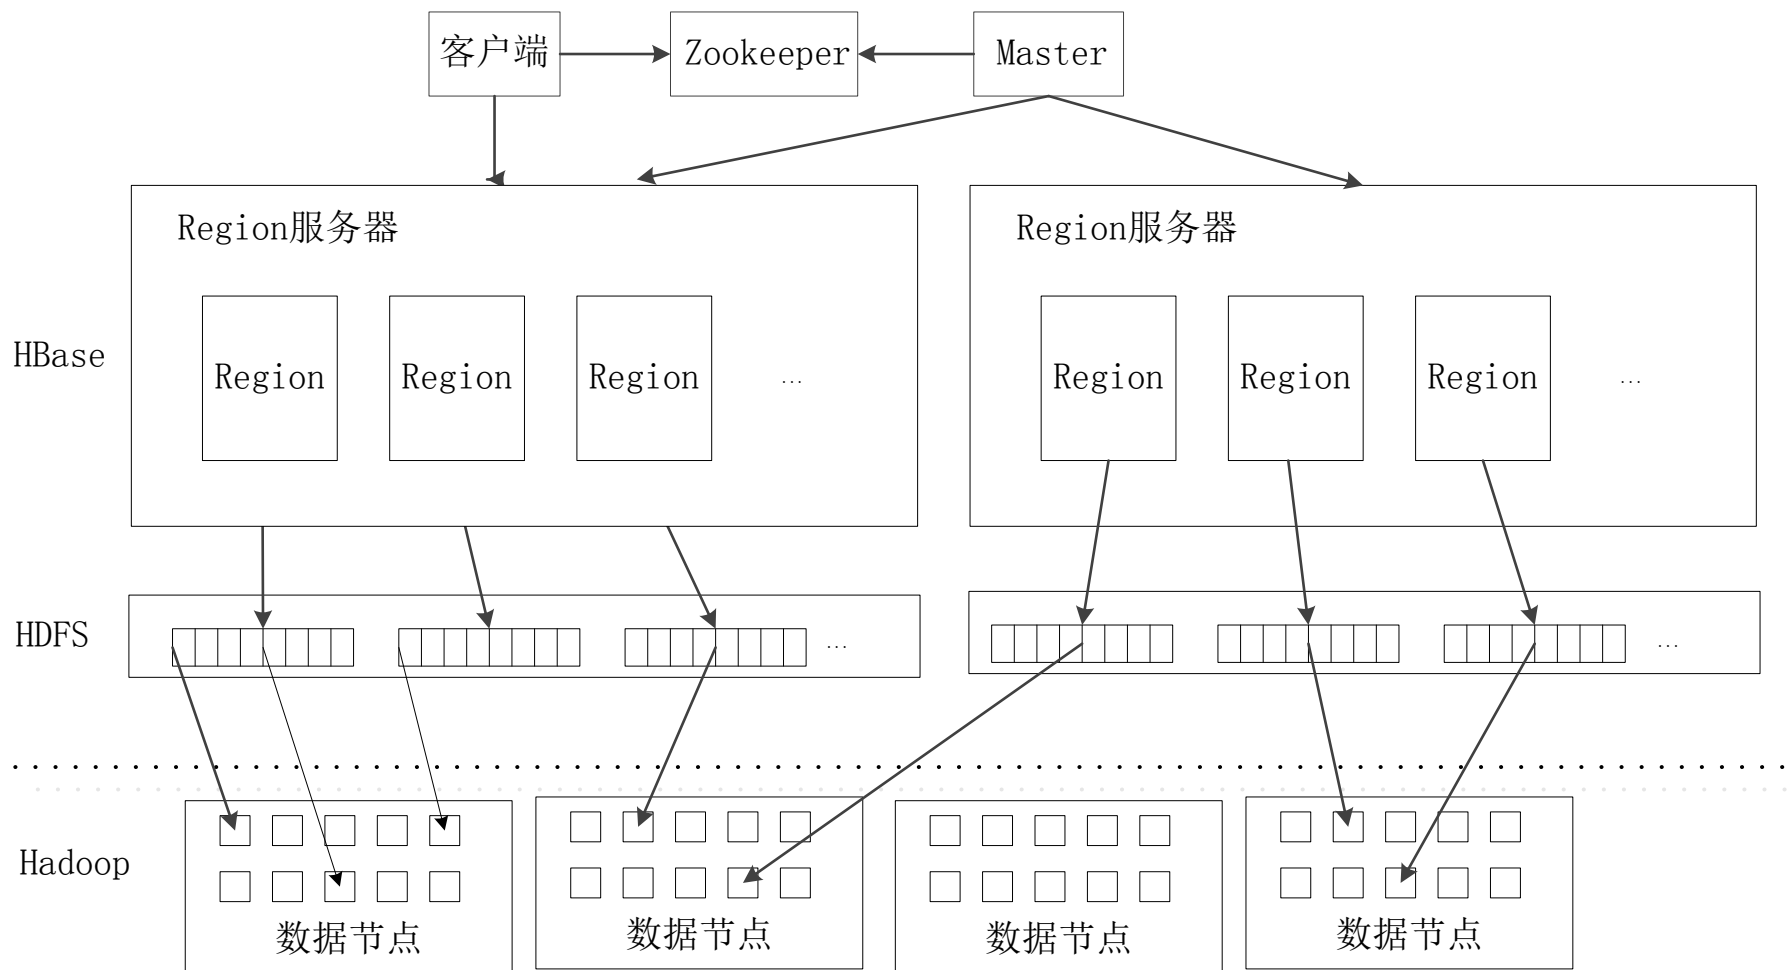 客户端 Zookeeper Master
Region服务器 Region服务器
HBase Region Region Region ... Region Region Region ...
HDFS ... ...
Hadoop
数据节点 数据节点 数据节点 数据节点